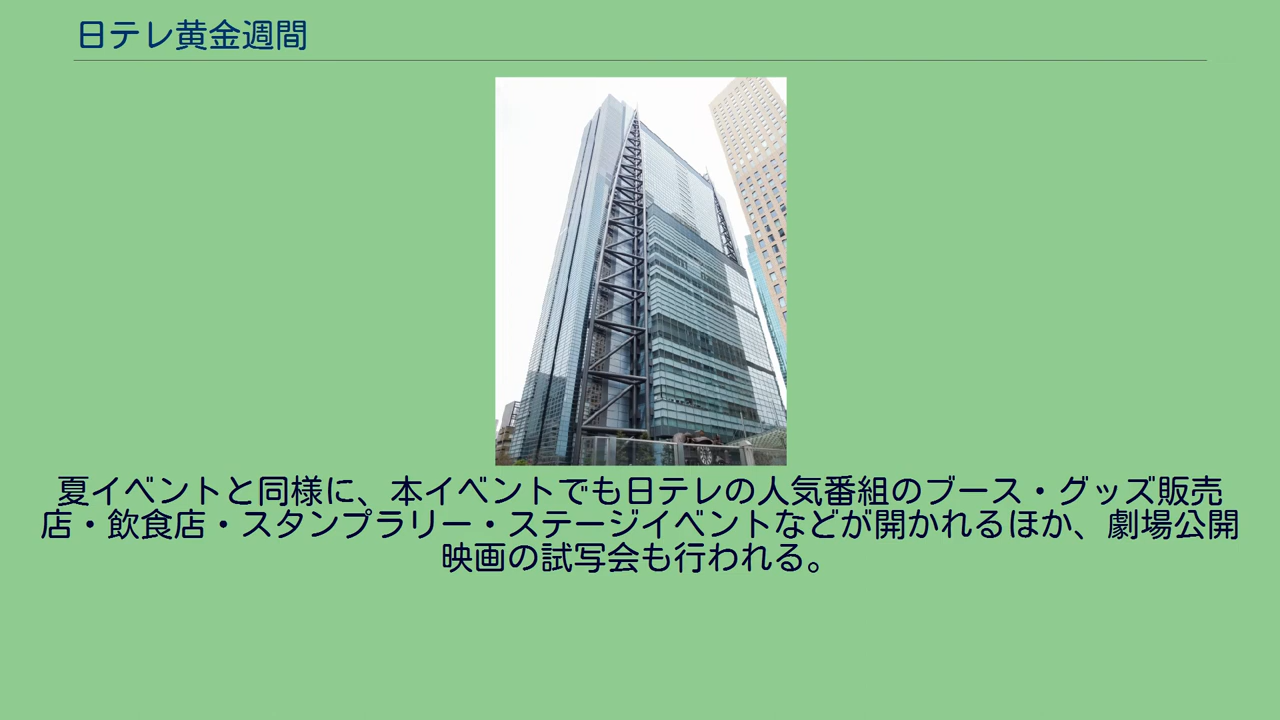 日テレ黄金週間
夏イベントと同様に、本イベントでも日テレの人気番組のブース・グッズ販売
店・飲食店・スタンプラリー・ステージイベントなどが開かれるほか、劇場公開
映画の試写会も行われる。